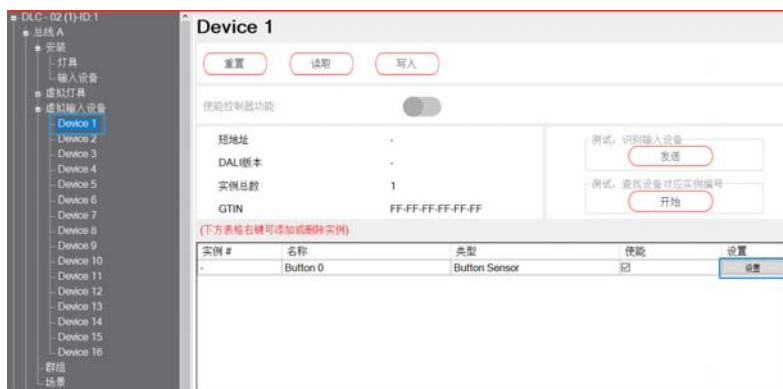 DLC - 02 (1)-ID:1
总线 A
安装
灯具
输入设备
虚拟灯具
虚拟输入设备
Device 1
Device 2
Device 3
Device 4
Device 5
Device 6
Device 7
Device 8
Device 9
Device 10
Device 11
Device 12
Device 13
Device 14
Device 15
Device 16
群组
场景
Device 1
重置 读取 写入
使能控制器功能
短地址 -
DALI版本 -
实例总数 1
GTIN FF-FF-FF-FF-FF-FF
测试：识别输入设备
发送
测试：查找设备对应实例编号
开始
(下方表格右键可添加或删除实例)
实例 # 名称 类型 使能 设置
- Button 0 Button Sensor 设置